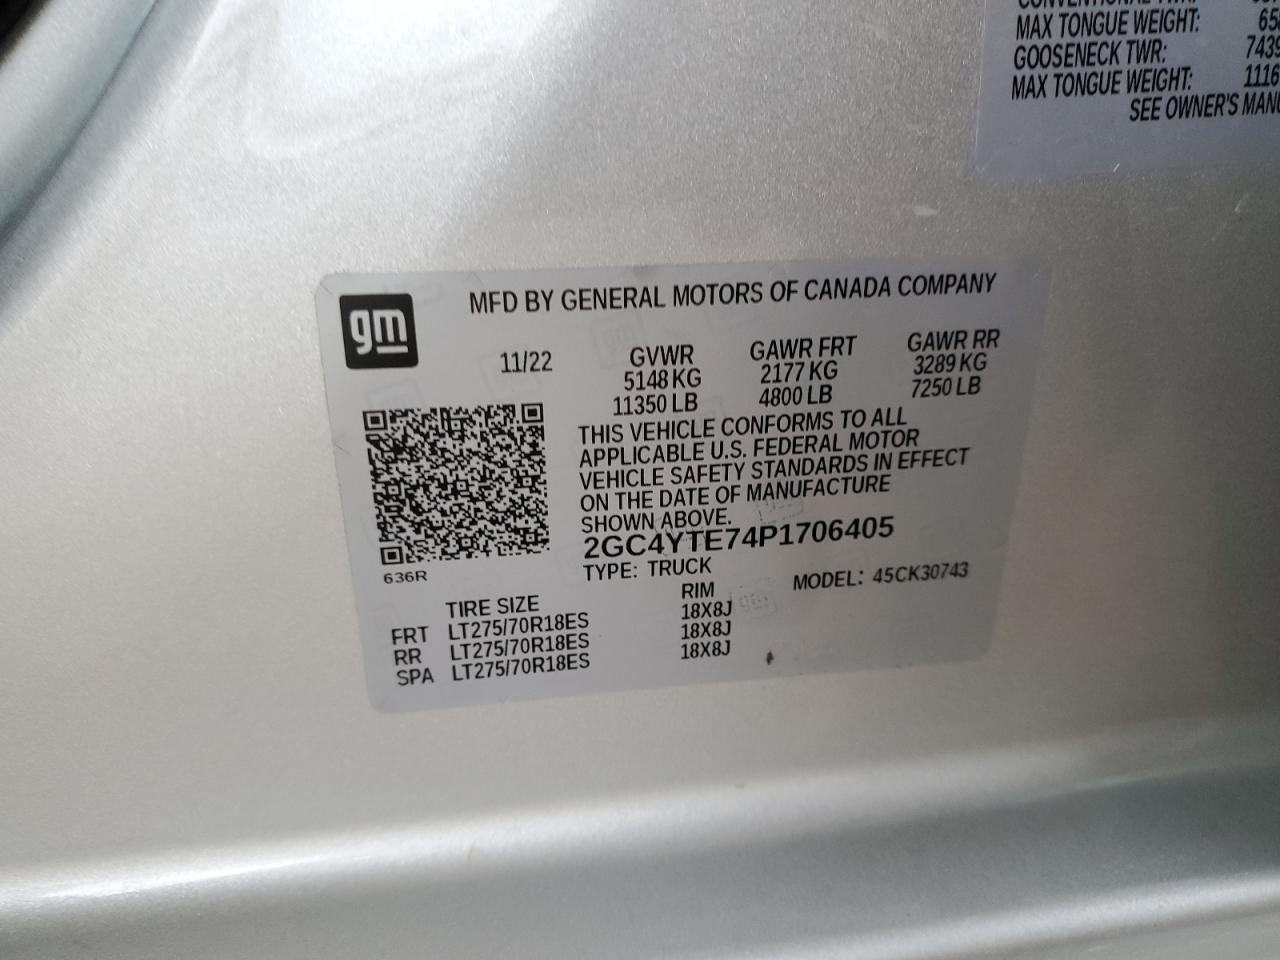 MAX TONGUE WEIGHT:
GOOSENECK TWR:
MAX TONGUE WEIGHT:
SEE OWNER'S
gm
MFD BY GENERAL MOTORS OF CANADA COMPANY
11/22 GVWR GAWR FRT GAWR RR
5148 KG 2177 KG 3289 KG
11350 LB 4800 LB 7250 LB
THIS VEHICLE CONFORMS TO ALL
APPLICABLE U.S. FEDERAL MOTOR
VEHICLE SAFETY STANDARDS IN EFFECT
ON THE DATE OF MANUFACTURE
SHOWN ABOVE.
2GC4YTE74P1706405
636R
TYPE: TRUCK MODEL: 45CK30743
TIRE SIZE RIM
FRT LT275/70R18ES 18X8J
RR LT275/70R18ES 18X8J
SPA LT275/70R18ES 18X8J